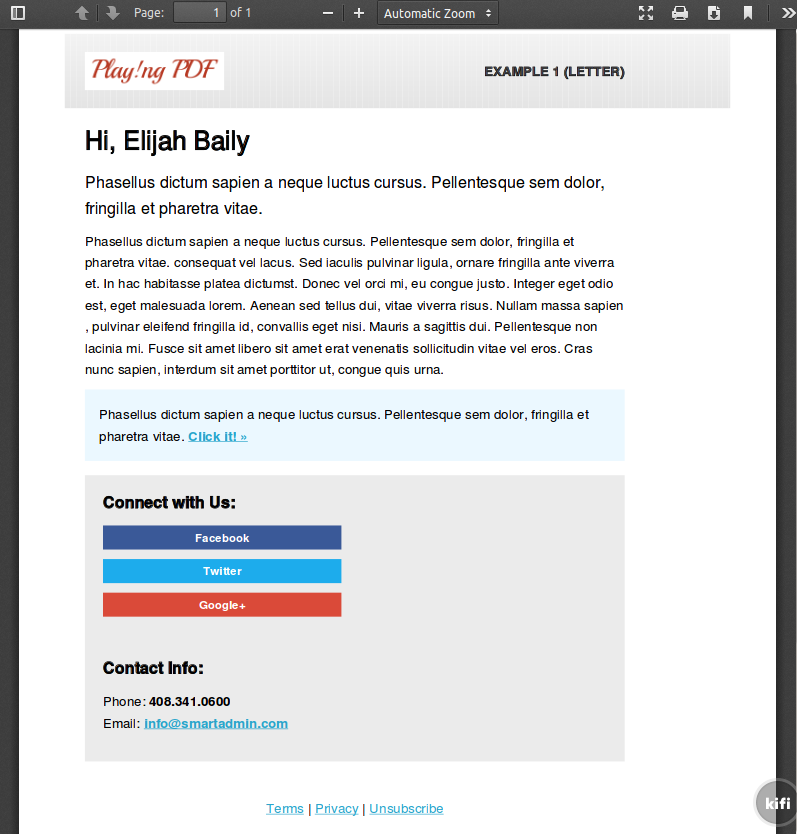 Page: 1 of 1 Automatic Zoom
Play!ng PDF
EXAMPLE 1 (LETTER)
Hi, Elijah Baily
Phasellus dictum sapien a neque luctus cursus. Pellentesque sem dolor,
fringilla et pharetra vitae.
Phasellus dictum sapien a neque luctus cursus. Pellentesque sem dolor, fringilla et
pharetra vitae. consequat vel lacus. Sed iaculis pulvinar ligula, ornare fringilla ante viverra
et. In hac habitasse platea dictumst. Donec vel orci mi, eu congue justo. Integer eget odio
est, eget malesuada lorem. Aenean sed tellus dui, vitae viverra risus. Nullam massa sapien
, pulvinar eleifend fringilla id, convallis eget nisi. Mauris a sagittis dui. Pellentesque non
lacinia mi. Fusce sit amet libero sit amet erat venenatis sollicitudin vitae vel eros. Cras
nunc sapien, interdum sit amet porttitor ut, congue quis urna.
Phasellus dictum sapien a neque luctus cursus. Pellentesque sem dolor, fringilla et
pharetra vitae. Click it! »
Connect with Us:
Facebook
Twitter
Google+
Contact Info:
Phone: 408.341.0600
Email: info@smartadmin.com
Terms | Privacy | Unsubscribe
kifi